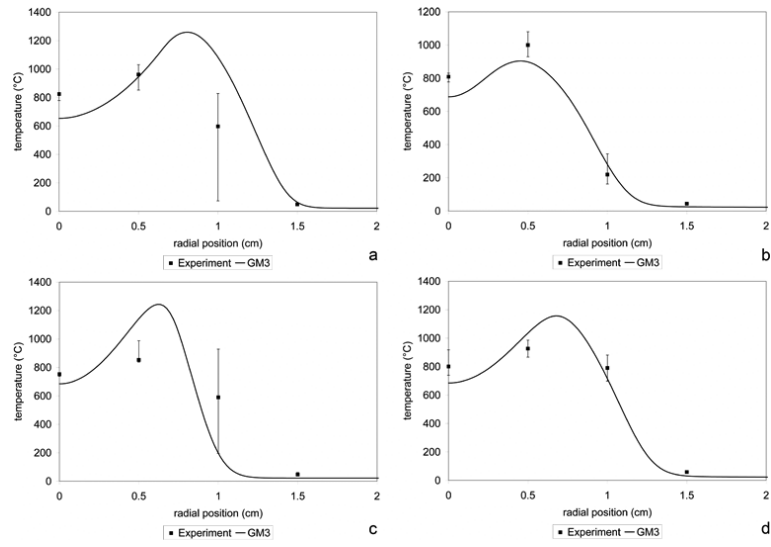 1400
1200
1000
800
600
400
200
0
temperature (°C)
0 0.5 1 1.5 2
radial position (cm)
Experiment GM3
a
1200
1000
800
600
400
200
0
temperature (°C)
0 0.5 1 1.5 2
radial position (cm)
Experiment GM3
b
1400
1200
1000
800
600
400
200
0
temperature (°C)
0 0.5 1 1.5 2
radial position (cm)
Experiment GM3
c
1400
1200
1000
800
600
400
200
0
temperature (°C)
0 0.5 1 1.5 2
radial position (cm)
Experiment GM3
d